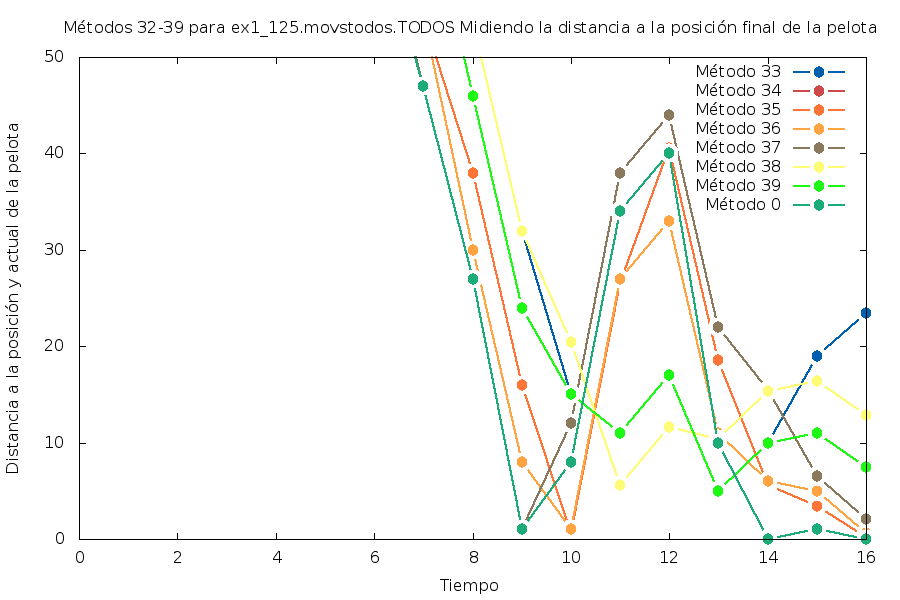 Métodos 32-39 para ex1_125.movstodos.TODOS Midiendo la distancia a la posición final de la pelota
Distancia a la posición y actual de la pelota
50
40
30
20
10
0
Método 33
Método 34
Método 35
Método 36
Método 37
Método 38
Método 39
Método 0
0 2 4 6 8 10 12 14 16
Tiempo